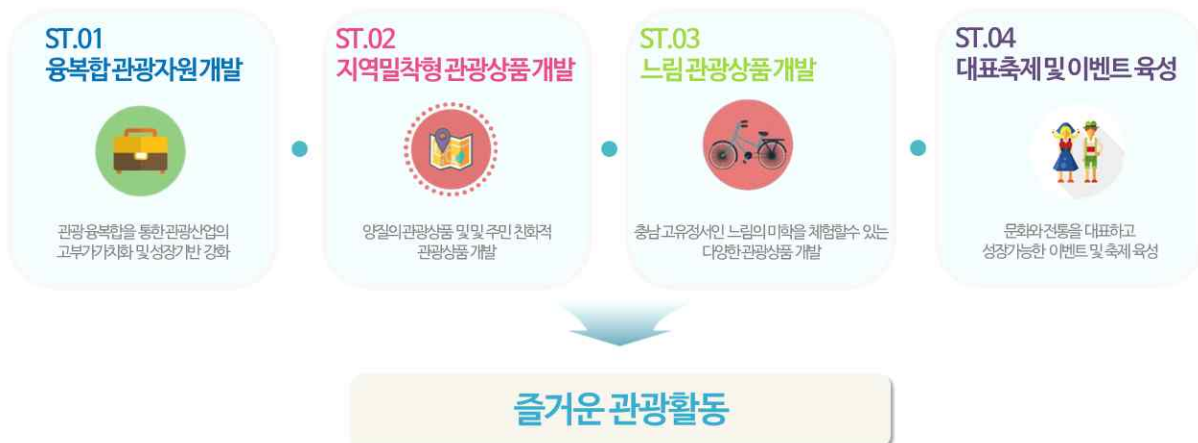 ST.01
융복합 관광자원 개발
관광 융복합을 통한 관광산업의
고부가가치화 및 성장기반 강화
ST.02
지역밀착형 관광상품 개발
양질의 관광상품 및 및 주민 친화적
관광상품 개발
ST.03
느림 관광상품 개발
충남 고유정서인 느림의 미학을 체험할수 있는
다양한 관광상품 개발
ST.04
대표축제 및 이벤트 육성
문화와 전통을 대표하고
성장가능한 이벤트 및 축제 육성
즐거운 관광활동